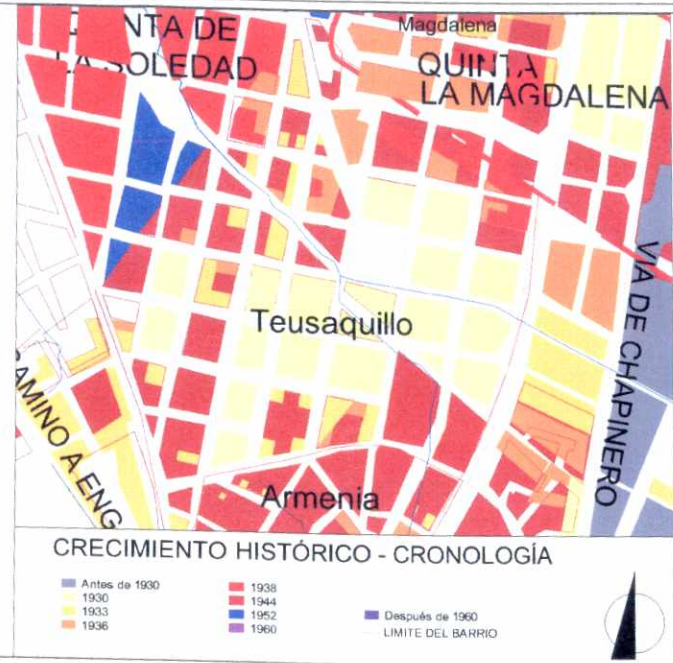 NTA DE
LA SOLEDAD
Magdalena
QUINTA
LA MAGDALENA
VIA DE CHAPINERO
Teusaquillo
CAMINO A ENG
Armenia
CRECIMIENTO HISTÓRICO - CRONOLOGÍA
Antes de 1930
1930
1933
1936
1938
1944
1952
1960
Después de 1960
LIMITE DEL BARRIO